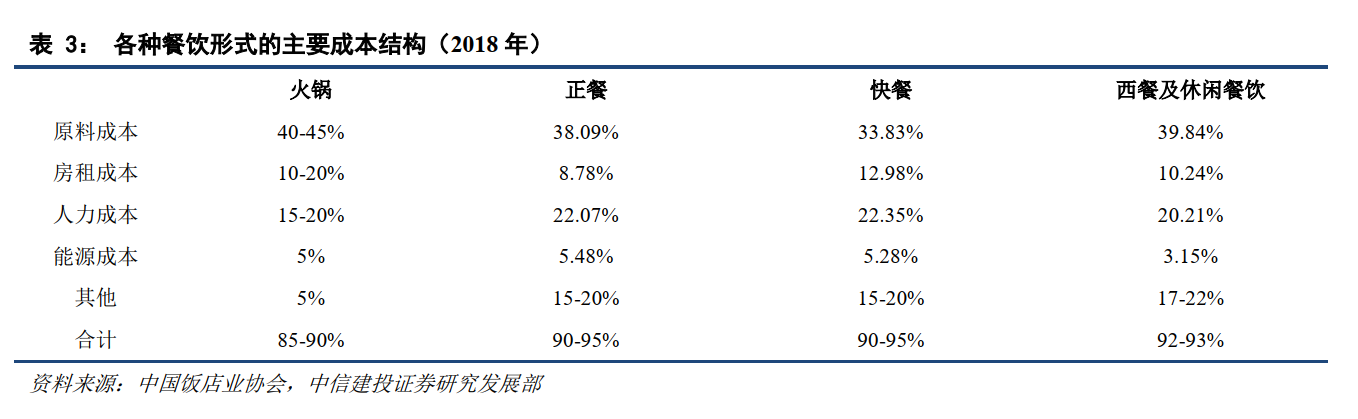 表 3： 各种餐饮形式的主要成本结构（2018 年）
火锅 正餐 快餐 西餐及休闲餐饮
原料成本 40-45% 38.09% 33.83% 39.84%
房租成本 10-20% 8.78% 12.98% 10.24%
人力成本 15-20% 22.07% 22.35% 20.21%
能源成本 5% 5.48% 5.28% 3.15%
其他 5% 15-20% 15-20% 17-22%
合计 85-90% 90-95% 90-95% 92-93%
资料来源：中国饭店业协会，中信建投证券研究发展部